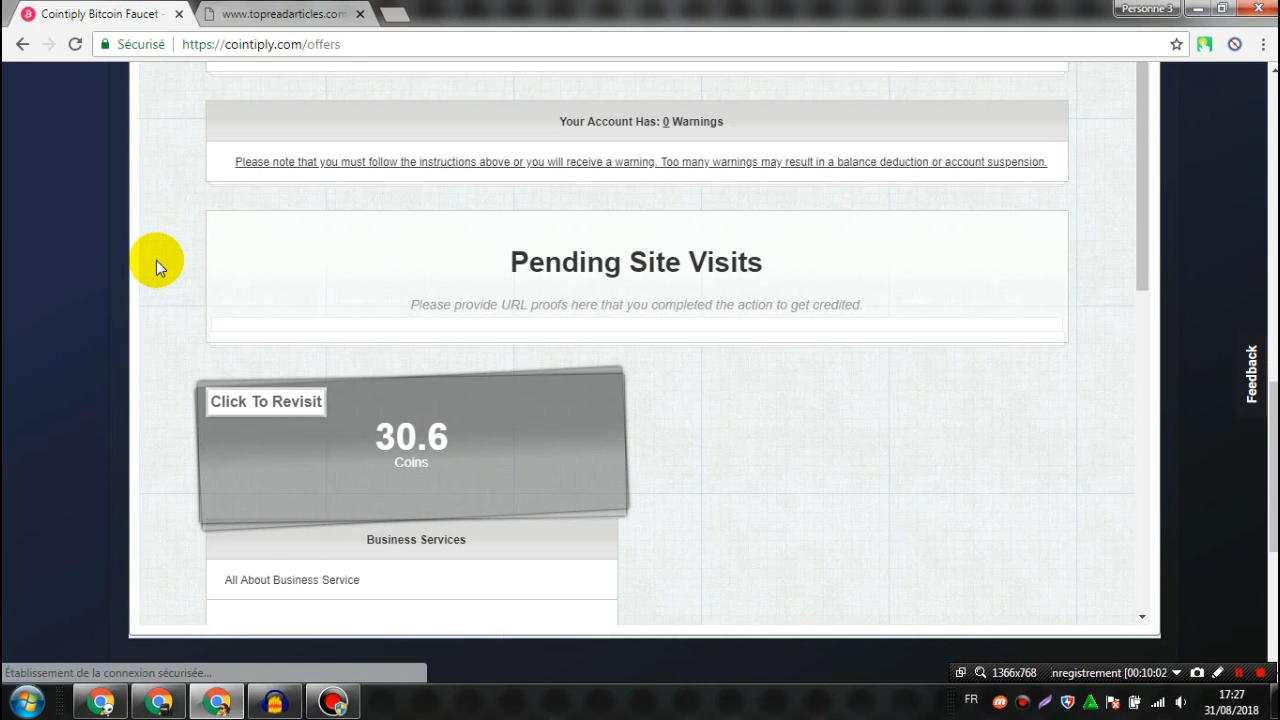 Cointiply Bitcoin Faucet -
www.topreadarticles.com
Personne 3
Sécurisé
https://cointiply.com/offers
Your Account Has: 0 Warnings
Please note that you must follow the instructions above or you will receive a warning. Too many warnings may result in a balance deduction or account suspension.
Pending Site Visits
Please provide URL proofs here that you completed the action to get credited.
Feedback
Click To Revisit
30.6
Coins
Business Services
All About Business Service
Établissement de la connexion sécurisée...
1366x768
nregistrement [00:10:02]
FR
17:27
31/08/2018